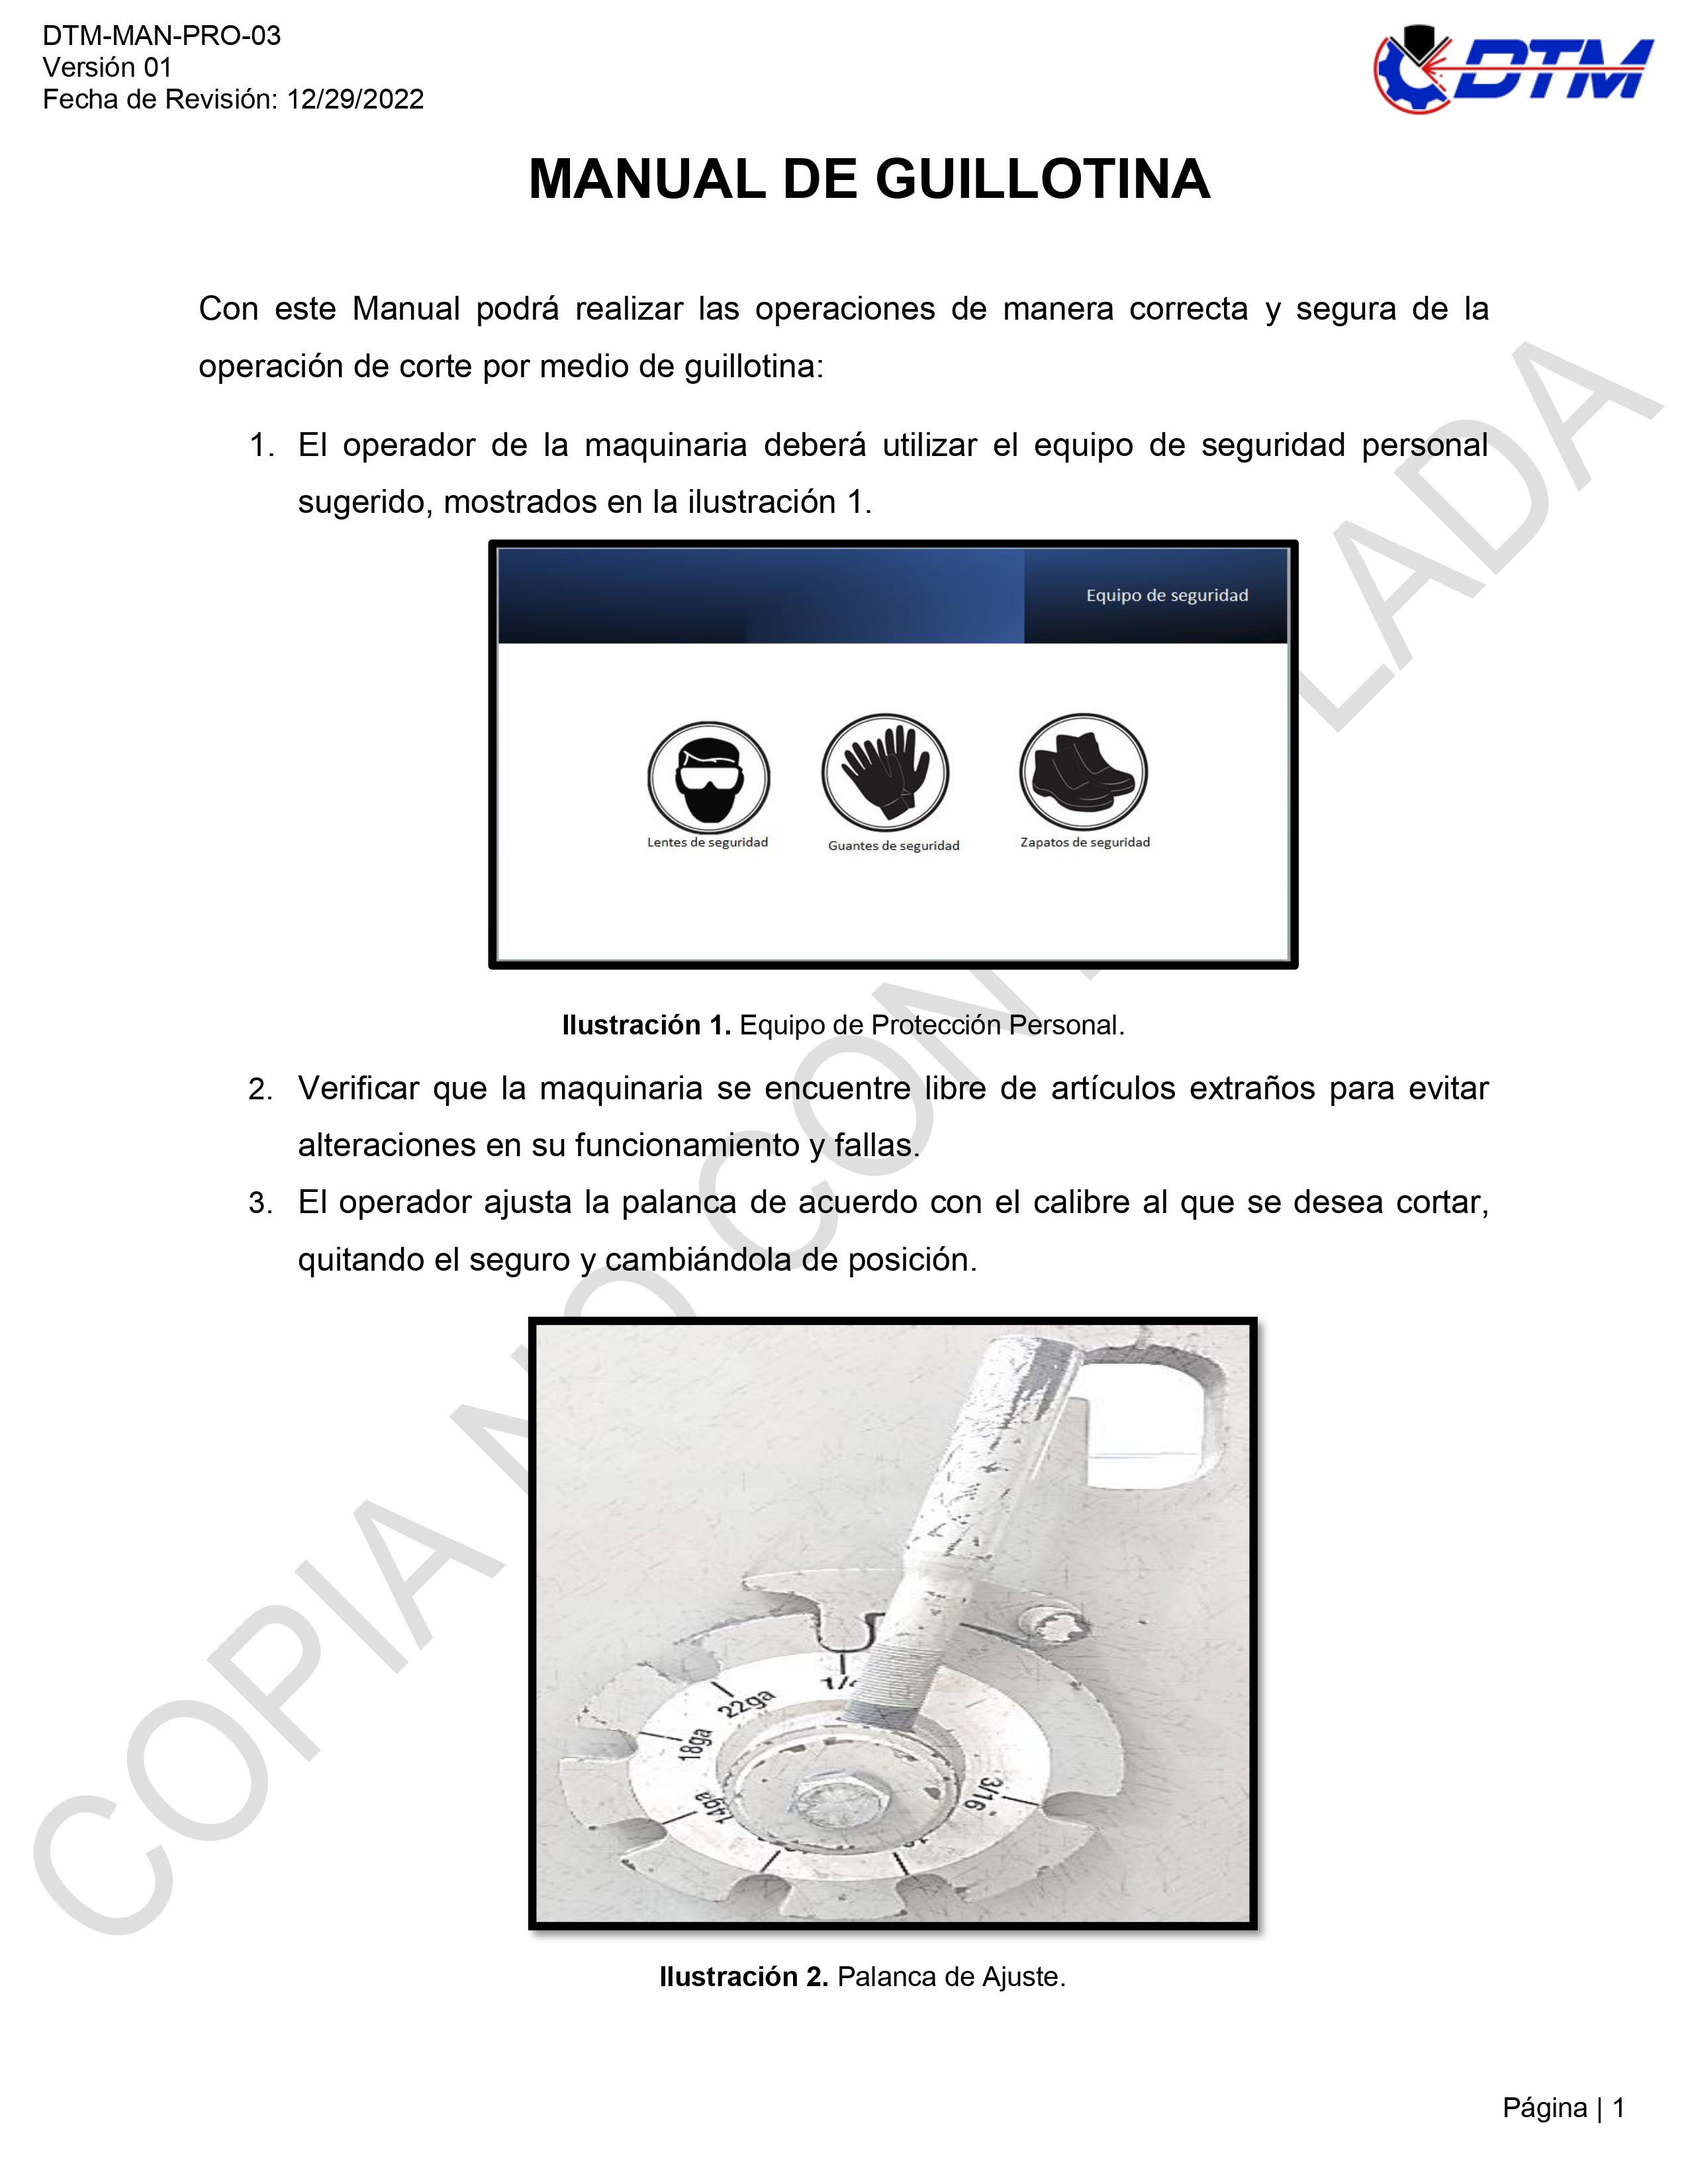 DTM-MAN-PRO-03
Versión 01
Fecha de Revisión: 12/29/2022
DTM
MANUAL DE GUILLOTINA
Con este Manual podrá realizar las operaciones de manera correcta y segura de la
operación de corte por medio de guillotina:
1. El operador de la maquinaria deberá utilizar el equipo de seguridad personal
sugerido, mostrados en la ilustración 1.
Equipo de seguridad
Lentes de seguridad
Guantes de seguridad
Zapatos de seguridad
Ilustración 1. Equipo de Protección Personal.
2. Verificar que la maquinaria se encuentre libre de artículos extraños para evitar
alteraciones en su funcionamiento y fallas.
3. El operador ajusta la palanca de acuerdo con el calibre al que se desea cortar,
quitando el seguro y cambiándola de posición.
22ga
18ga
14ga
3/16
Ilustración 2. Palanca de Ajuste.
COPIA NO CON LADA
Página | 1